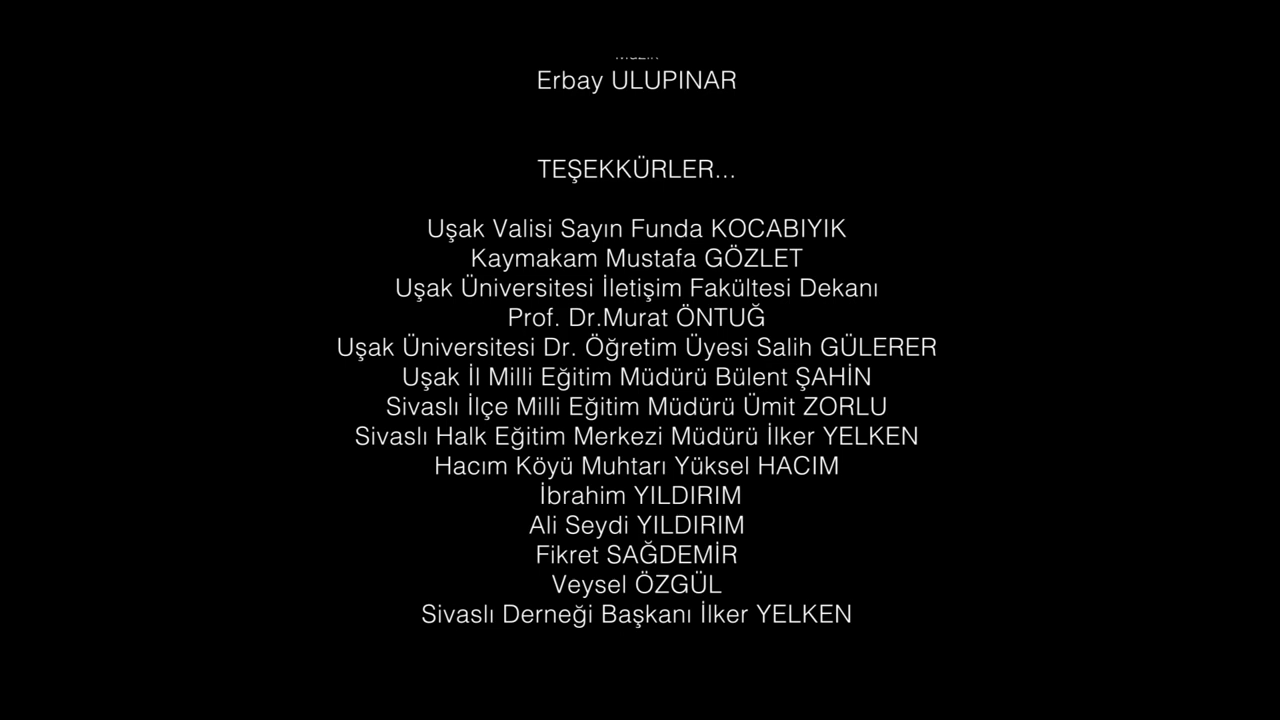 Erbay ULUPINAR
TEŞEKKÜRLER...
Uşak Valisi Sayın Funda KOCABIYIK
Kaymakam Mustafa GÖZLET
Uşak Üniversitesi İletişim Fakültesi Dekanı
Prof. Dr.Murat ÖNTUĞ
Uşak Üniversitesi Dr. Öğretim Üyesi Salih GÜLERER
Uşak İl Milli Eğitim Müdürü Bülent ŞAHİN
Sivaslı İlçe Milli Eğitim Müdürü Ümit ZORLU
Sivaslı Halk Eğitim Merkezi Müdürü İlker YELKEN
Hacım Köyü Muhtarı Yüksel HACIM
İbrahim YILDIRIM
Ali Seydi YILDIRIM
Fikret SAĞDEMİR
Veysel ÖZGÜL
Sivaslı Derneği Başkanı İlker YELKEN